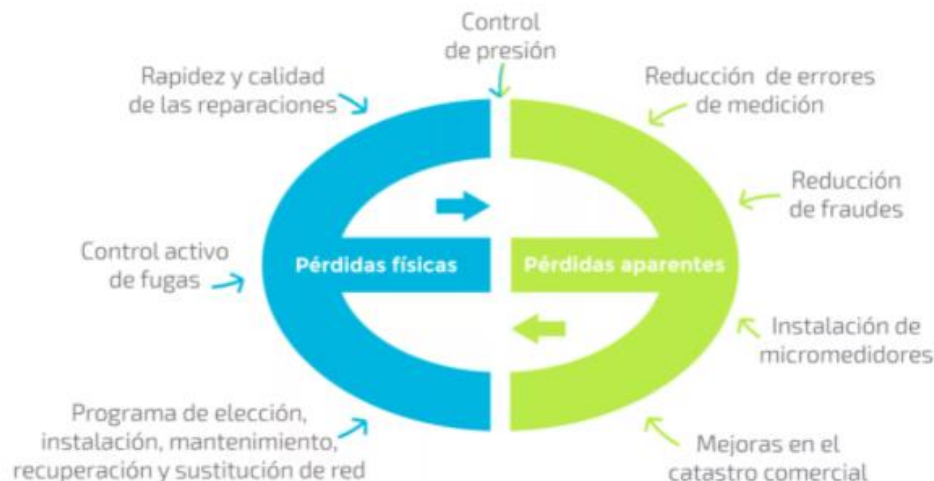 Control
de presión
Rapidez y calidad
de las reparaciones
Reducción de errores
de medición
Reducción
de fraudes
Control activo
de fugas
Pérdidas físicas
Pérdidas aparentes
Instalación de
micromedidores
Programa de elección,
instalación, mantenimiento,
recuperación y sustitución de red
Mejoras en el
catastro comercial